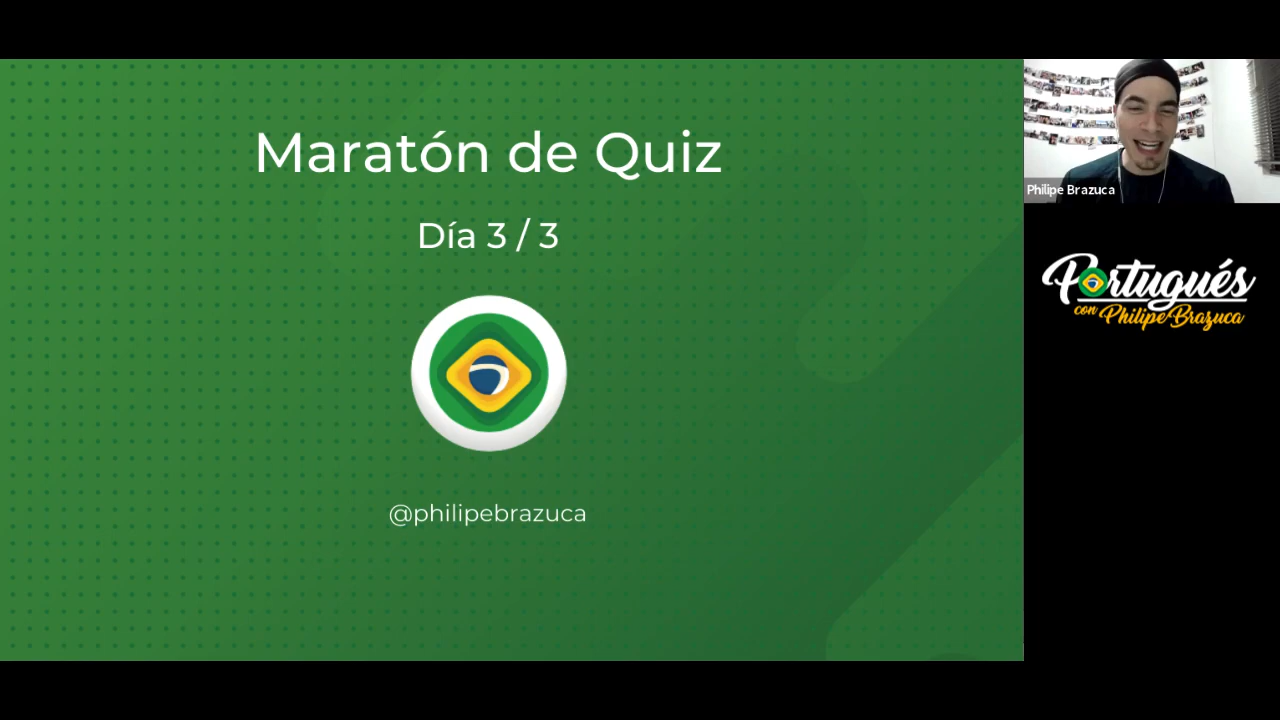 Maratón de Quiz
Día 3 / 3
@philipebrazuca
Philipe Brazuca
Portugués
con Philipe Brazuca